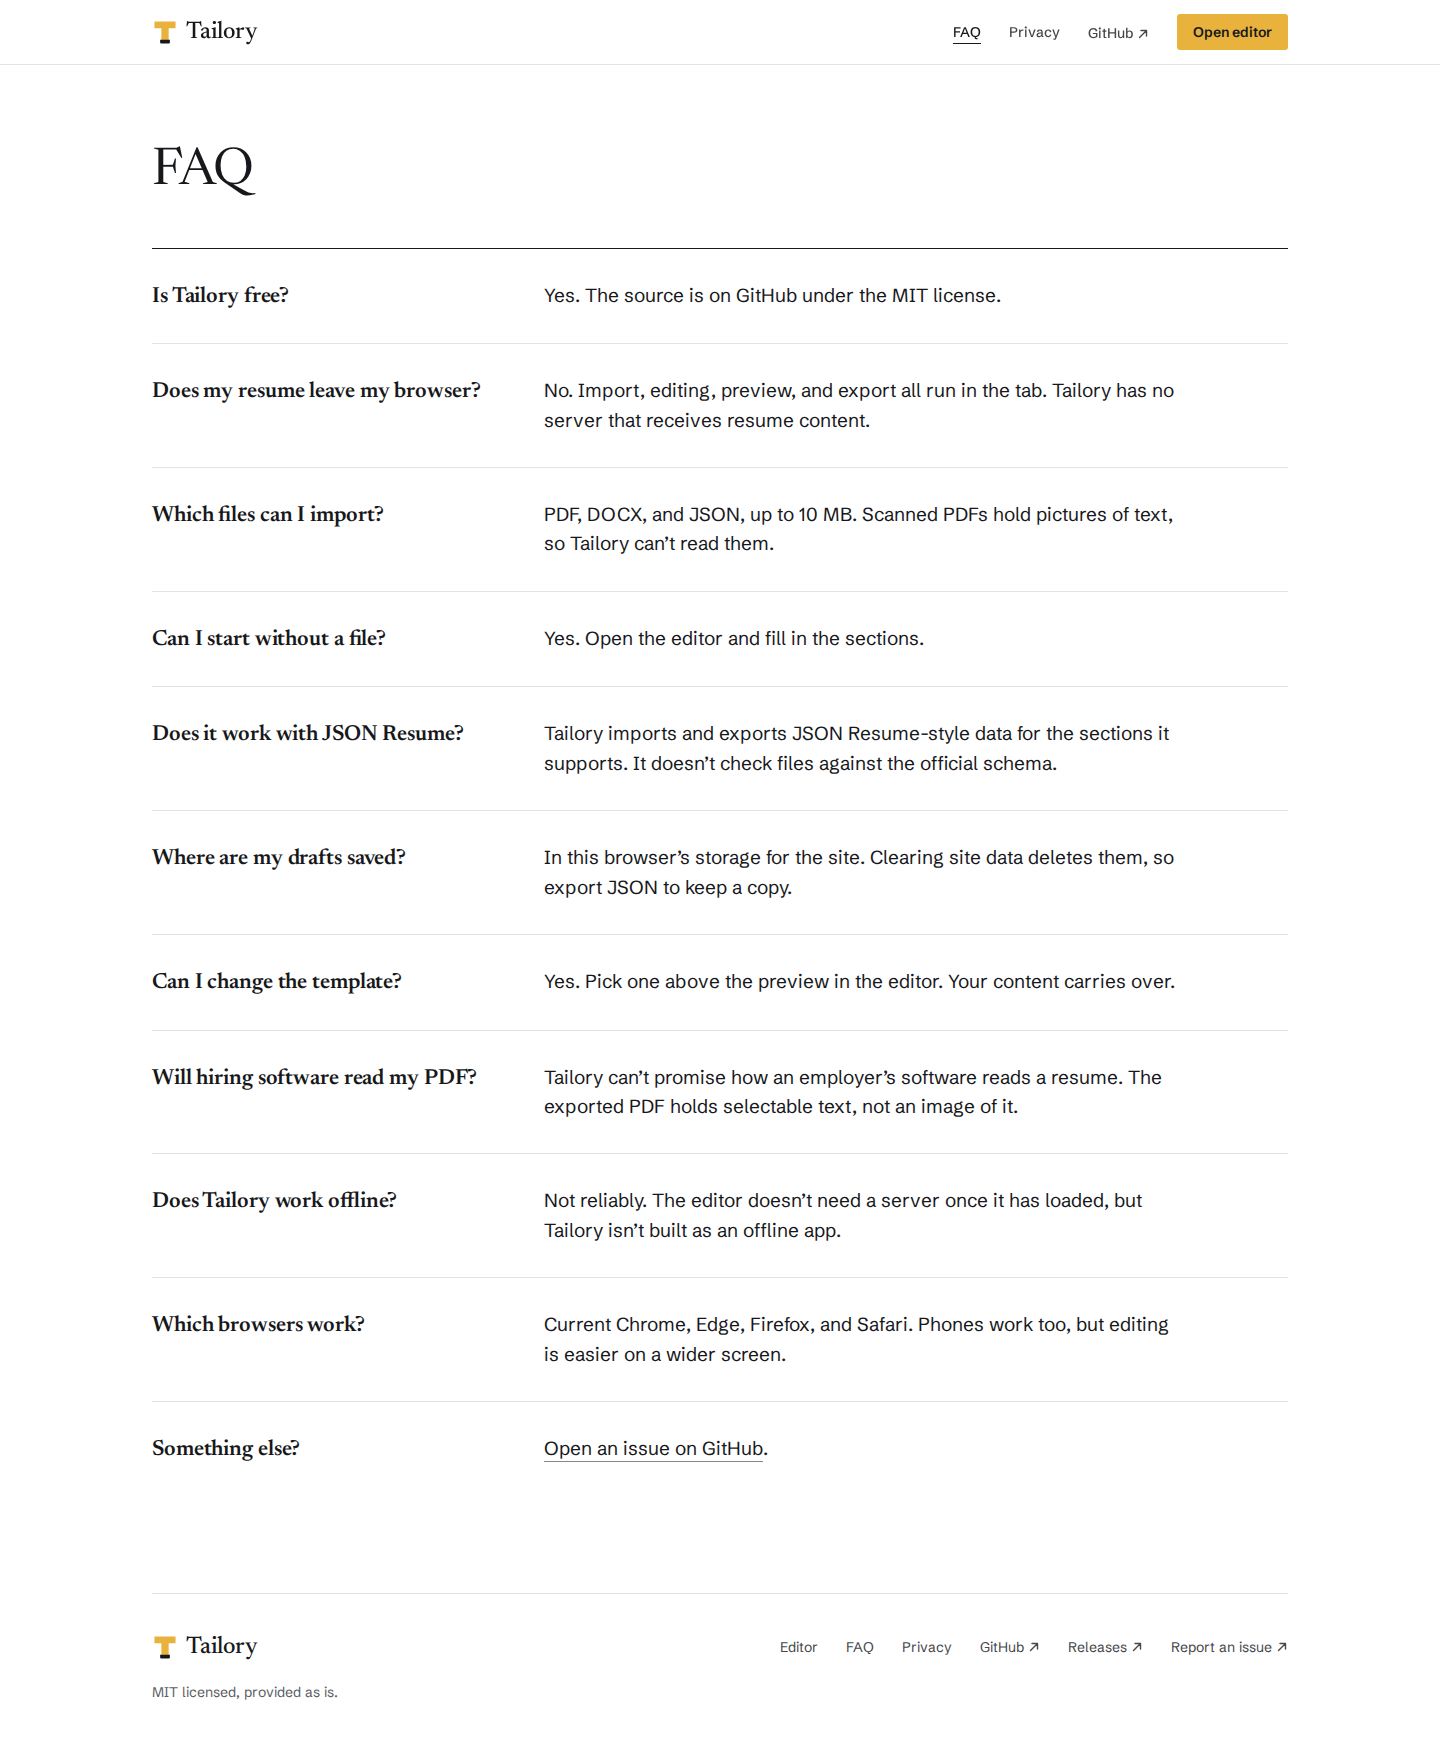 Tailory
FAQ Privacy GitHub ↗ Open editor
FAQ
Is Tailory free?
Yes. The source is on GitHub under the MIT license.
Does my resume leave my browser?
No. Import, editing, preview, and export all run in the tab. Tailory has no
server that receives resume content.
Which files can I import?
PDF, DOCX, and JSON, up to 10 MB. Scanned PDFs hold pictures of text,
so Tailory can’t read them.
Can I start without a file?
Yes. Open the editor and fill in the sections.
Does it work with JSON Resume?
Tailory imports and exports JSON Resume-style data for the sections it
supports. It doesn’t check files against the official schema.
Where are my drafts saved?
In this browser’s storage for the site. Clearing site data deletes them, so
export JSON to keep a copy.
Can I change the template?
Yes. Pick one above the preview in the editor. Your content carries over.
Will hiring software read my PDF?
Tailory can’t promise how an employer’s software reads a resume. The
exported PDF holds selectable text, not an image of it.
Does Tailory work offline?
Not reliably. The editor doesn’t need a server once it has loaded, but
Tailory isn’t built as an offline app.
Which browsers work?
Current Chrome, Edge, Firefox, and Safari. Phones work too, but editing
is easier on a wider screen.
Something else?
Open an issue on GitHub.
Tailory
Editor FAQ Privacy GitHub ↗ Releases ↗ Report an issue ↗
MIT licensed, provided as is.